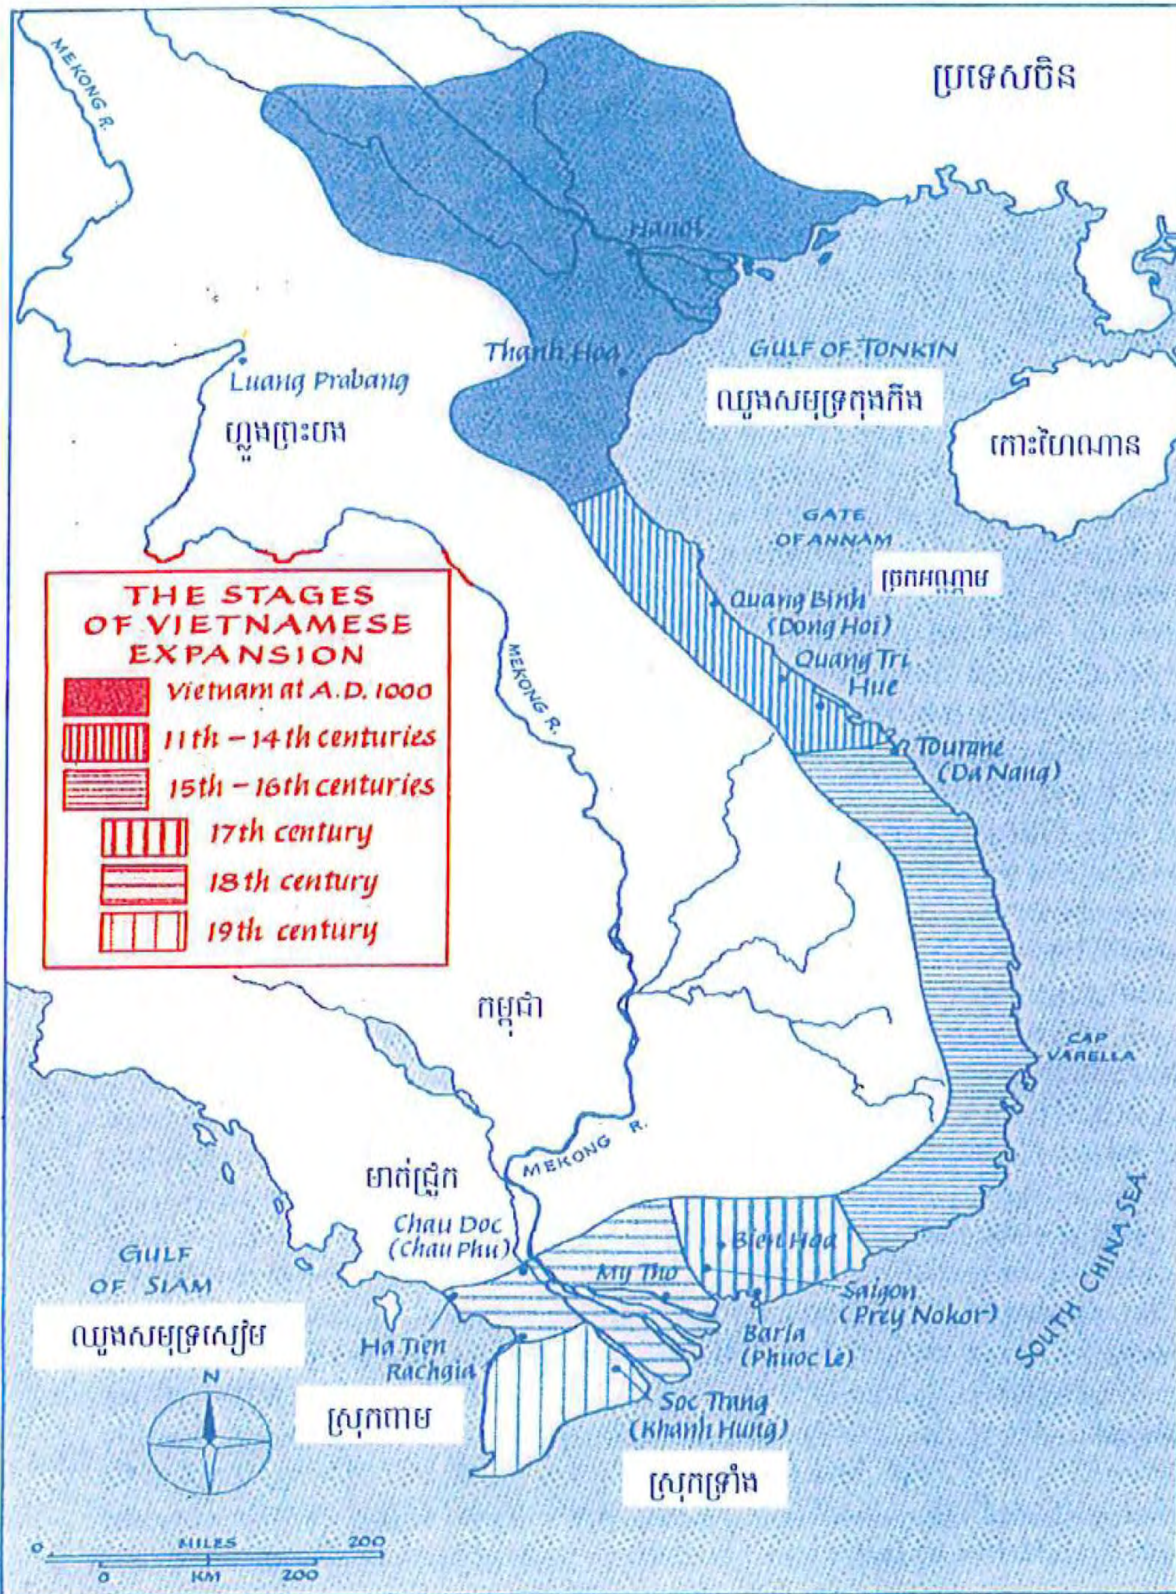 MEKONG R.
ប្រទេសចិន
Hanoi
Thanh Hoa
GULF OF TONKIN
ឈូងសមុទ្រតុងកឹង
Luang Prabang
ហ្លួងព្រះបង
កោះហៃណាន
GATE
OF ANNAM
ច្រកអណ្ណាម
Quang Binh
(Dong Hoi)
Quang Tri
Hue
Tourane
(Da Nang)
THE STAGES
OF VIETNAMESE
EXPANSION
Vietnam at A.D. 1000
11th - 14th centuries
15th - 16th centuries
17th century
18th century
19th century
MEKONG R.
កម្ពុជា
CAP
VARELLA
MEKONG R.
មាត់ជ្រូក
Chau Doc
(Chau Phu)
Bien Hoa
My Tho
Saigon
(Prey Nokor)
Baria
(Phuoc Le)
GULF
OF SIAM
ឈូងសមុទ្រសៀម
Ha Tien
Rachgia
ស្រុកពាម
Soc Trang
(Khanh Hung)
ស្រុកទ្រាំង
SOUTH CHINA SEA
N
0 MILES 200
0 KM 200